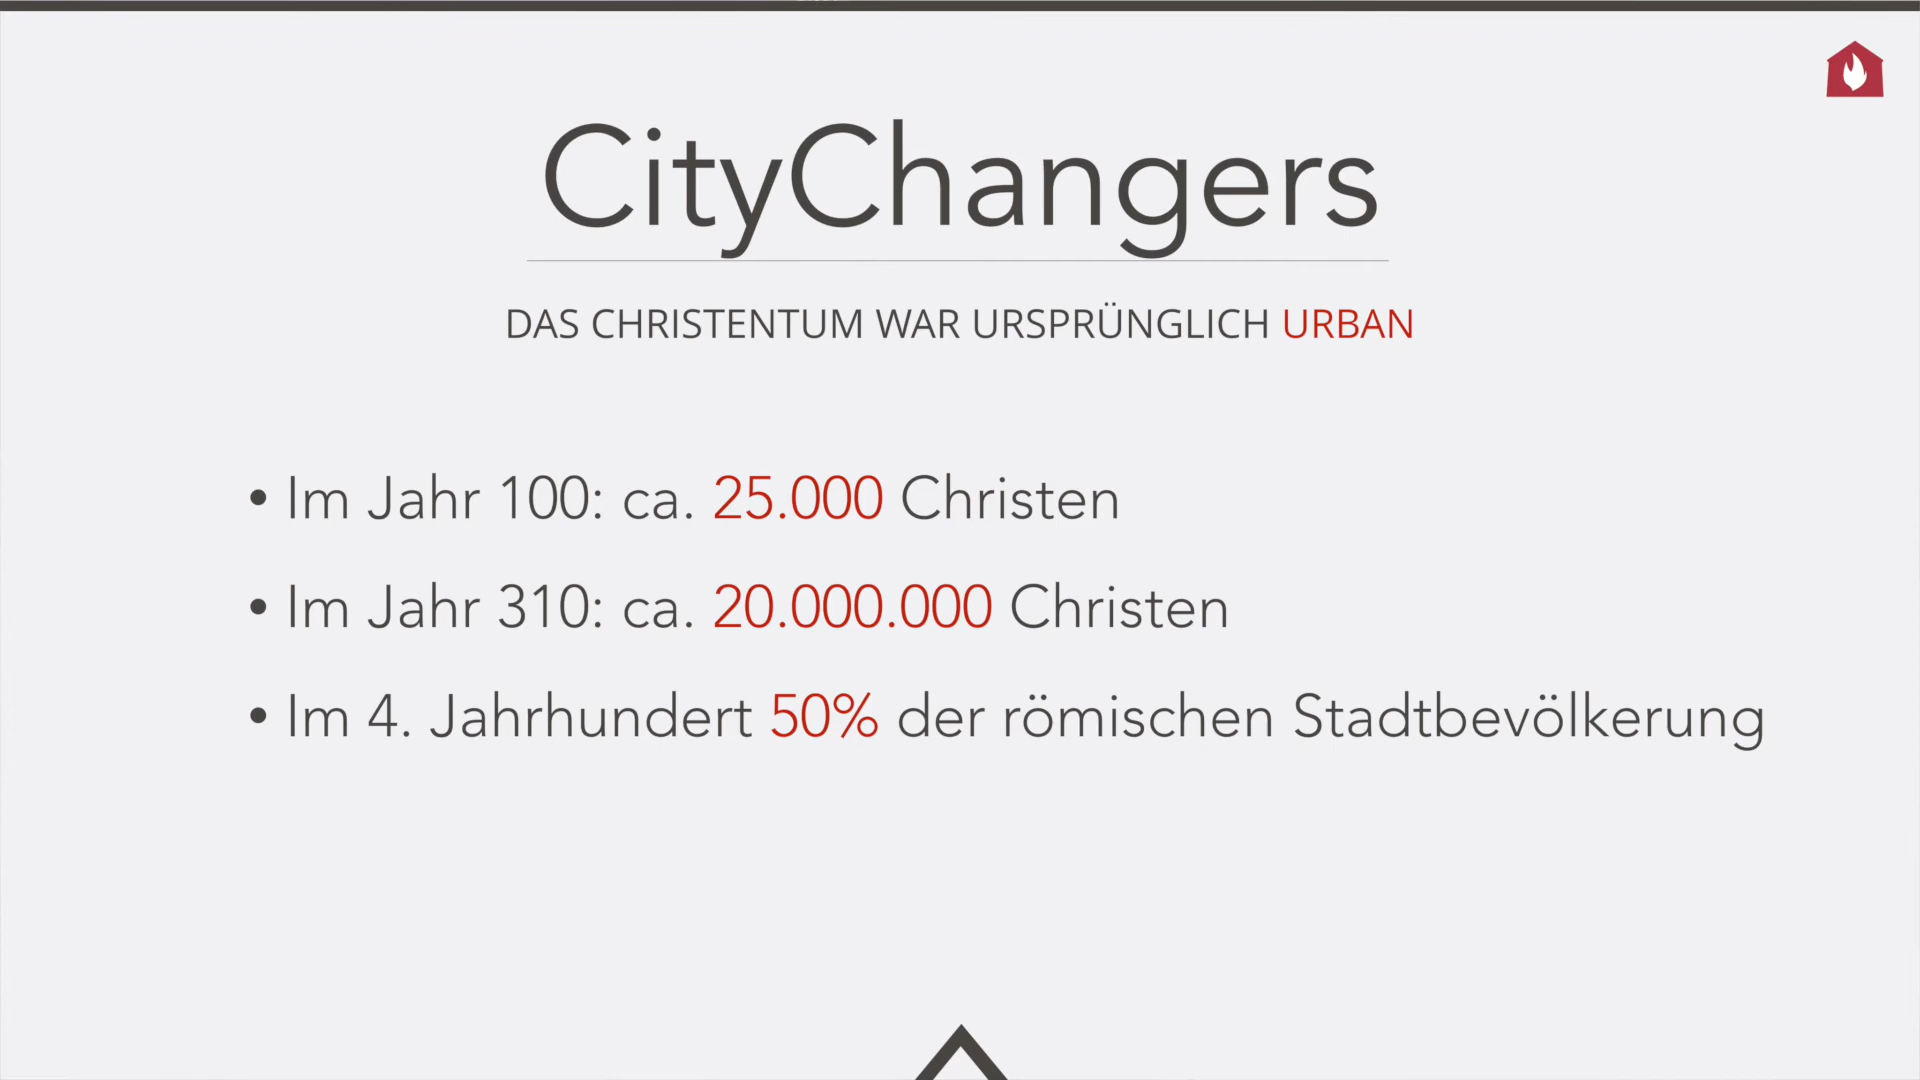 CityChangers
DAS CHRISTENTUM WAR URSPRÜNGLICH URBAN
• Im Jahr 100: ca. 25.000 Christen
• Im Jahr 310: ca. 20.000.000 Christen
• Im 4. Jahrhundert 50% der römischen Stadtbevölkerung